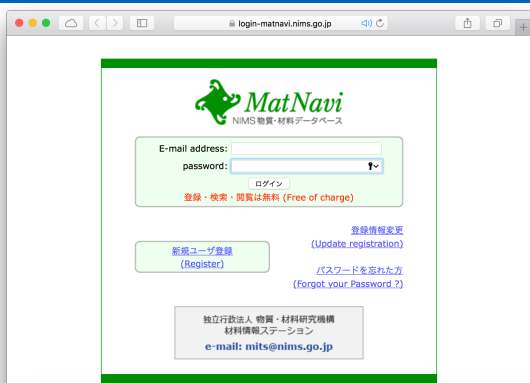 login-matnavi.nims.go.jp
MatNavi
NIMS 物質・材料データベース
E-mail address:
password:
ログイン
登録・検索・閲覧は無料 (Free of charge)
登録情報変更
(Update registration)
新規ユーザ登録
(Register)
パスワードを忘れた方
(Forgot your Password ?)
独立行政法人 物質・材料研究機構
材料情報ステーション
e-mail: mits@nims.go.jp